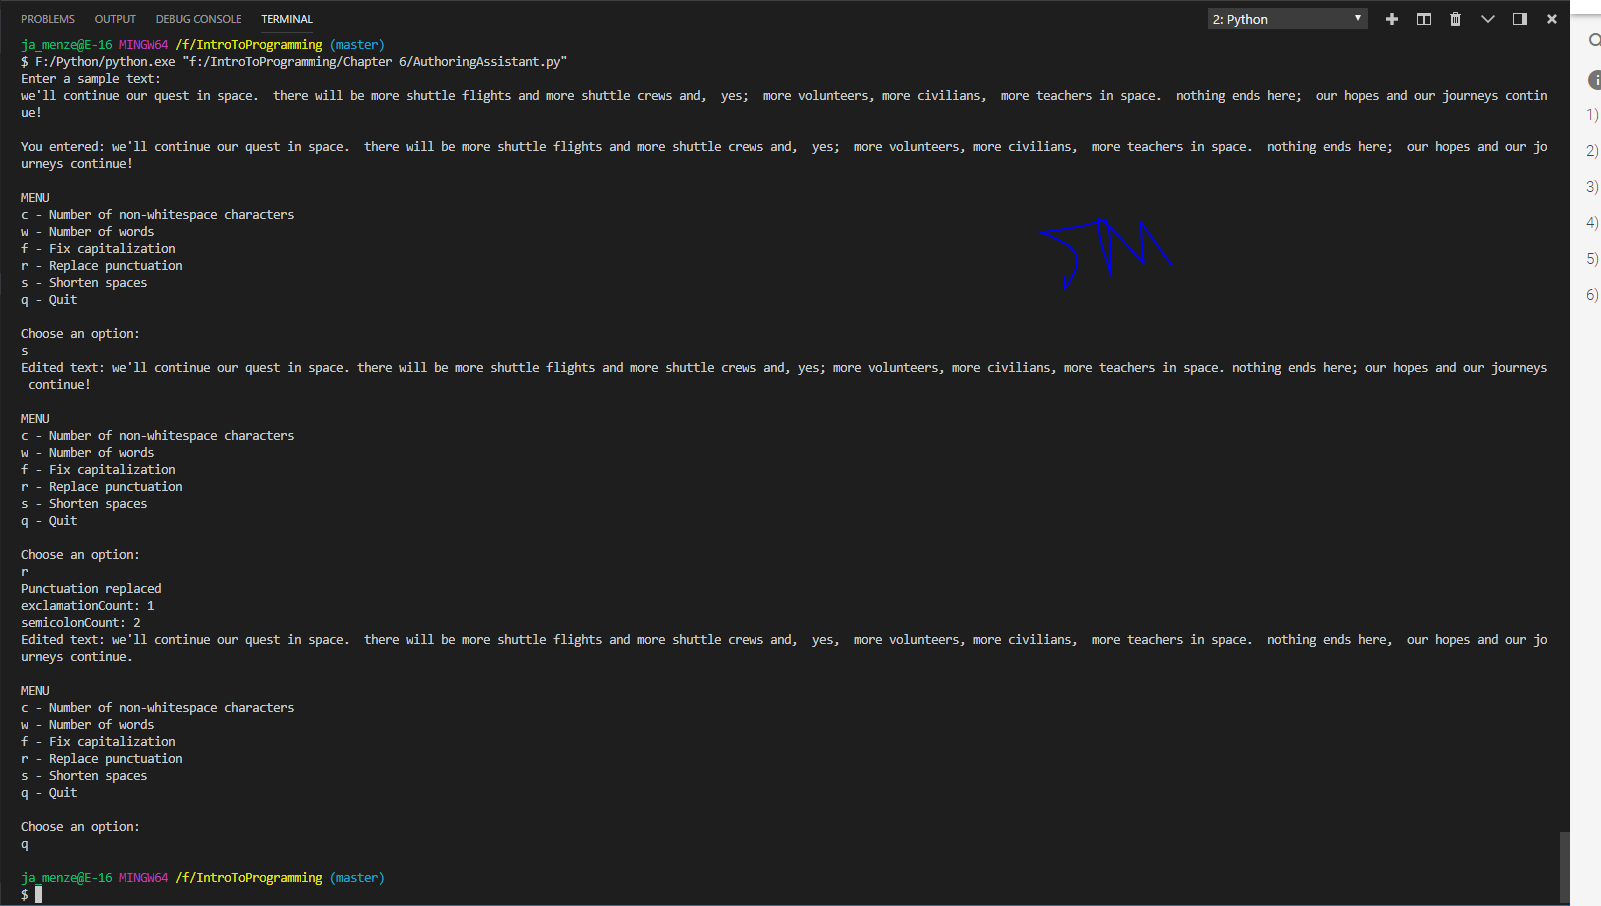 PROBLEMS OUTPUT DEBUG CONSOLE TERMINAL 2: Python
ja_menze@E-16 MINGW64 /f/IntroToProgramming (master)
$ F:/Python/python.exe "f:/IntroToProgramming/Chapter 6/AuthoringAssistant.py"
Enter a sample text:
we'll continue our quest in space.  there will be more shuttle flights and more shuttle crews and,  yes;  more volunteers, more civilians,  more teachers in space.  nothing ends here;  our hopes and our journeys contin
ue!
You entered: we'll continue our quest in space.  there will be more shuttle flights and more shuttle crews and,  yes;  more volunteers, more civilians,  more teachers in space.  nothing ends here;  our hopes and our jo
urneys continue!
MENU
c - Number of non-whitespace characters
w - Number of words
f - Fix capitalization
r - Replace punctuation
s - Shorten spaces
q - Quit
Choose an option:
s
Edited text: we'll continue our quest in space. there will be more shuttle flights and more shuttle crews and, yes; more volunteers, more civilians, more teachers in space. nothing ends here; our hopes and our journeys
 continue!
MENU
c - Number of non-whitespace characters
w - Number of words
f - Fix capitalization
r - Replace punctuation
s - Shorten spaces
q - Quit
Choose an option:
r
Punctuation replaced
exclamationCount: 1
semicolonCount: 2
Edited text: we'll continue our quest in space.  there will be more shuttle flights and more shuttle crews and,  yes,  more volunteers, more civilians,  more teachers in space.  nothing ends here,  our hopes and our jo
urneys continue.
MENU
c - Number of non-whitespace characters
w - Number of words
f - Fix capitalization
r - Replace punctuation
s - Shorten spaces
q - Quit
Choose an option:
q
ja_menze@E-16 MINGW64 /f/IntroToProgramming (master)
$
1)
2)
3)
4)
5)
6)